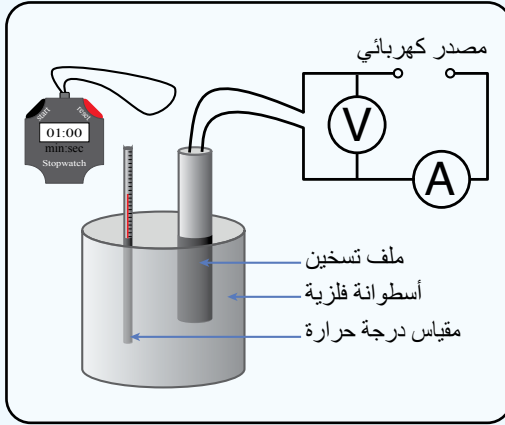 مصدر كهربائي
start
reset
01:00
min:sec
Stopwatch
V
A
ملف تسخين
أسطوانة فلزية
مقياس درجة حرارة